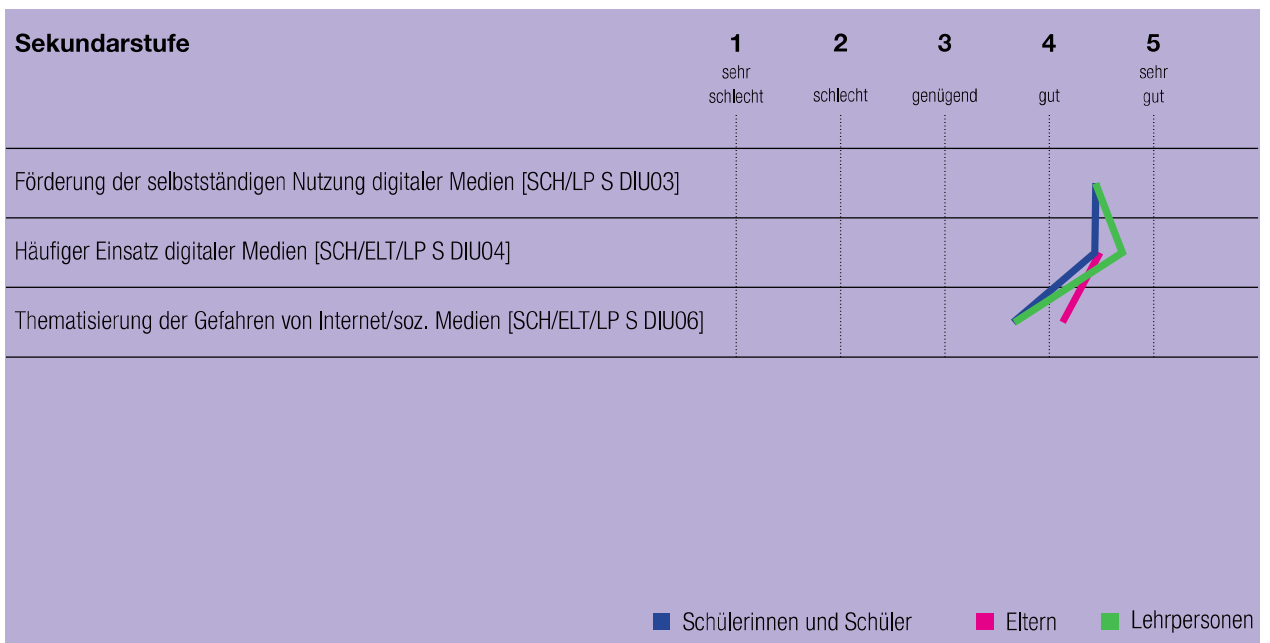 Sekundarstufe
1 2 3 4 5
sehr schlecht schlecht genügend gut sehr gut
Förderung der selbstständigen Nutzung digitaler Medien [SCH/LP S DIU03]
Häufiger Einsatz digitaler Medien [SCH/ELT/LP S DIU04]
Thematisierung der Gefahren von Internet/soz. Medien [SCH/ELT/LP S DIU06]
Schülerinnen und Schüler Eltern Lehrpersonen